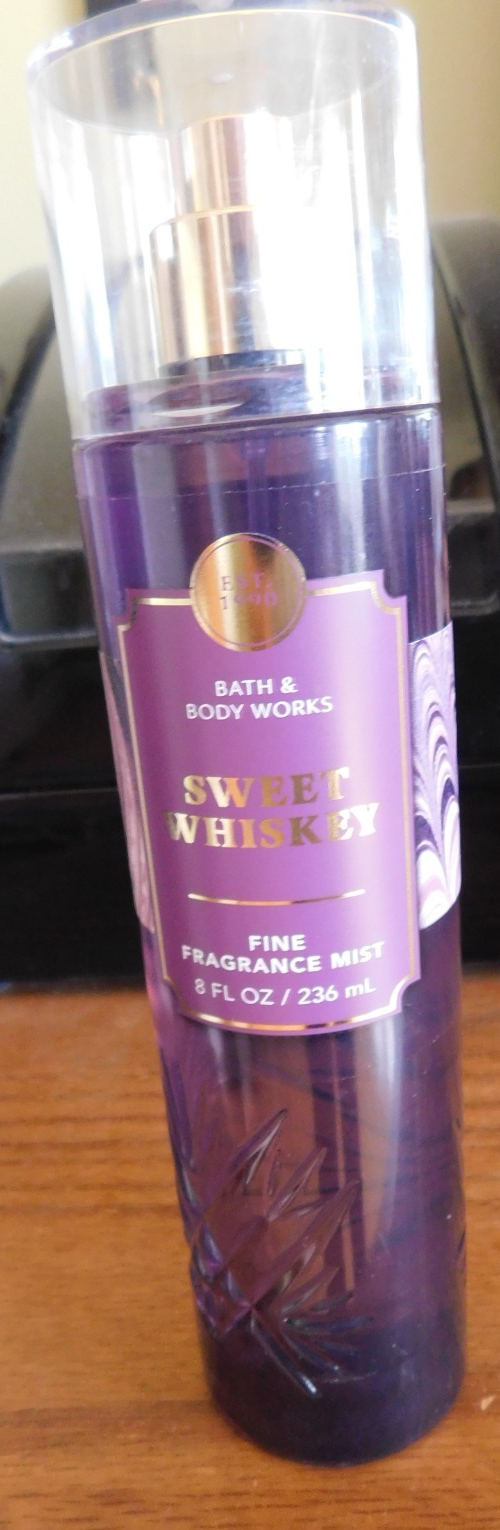 EST.
1990
BATH &
BODY WORKS
SWEET
WHISKEY
FINE
FRAGRANCE MIST
8 FL OZ / 236 mL